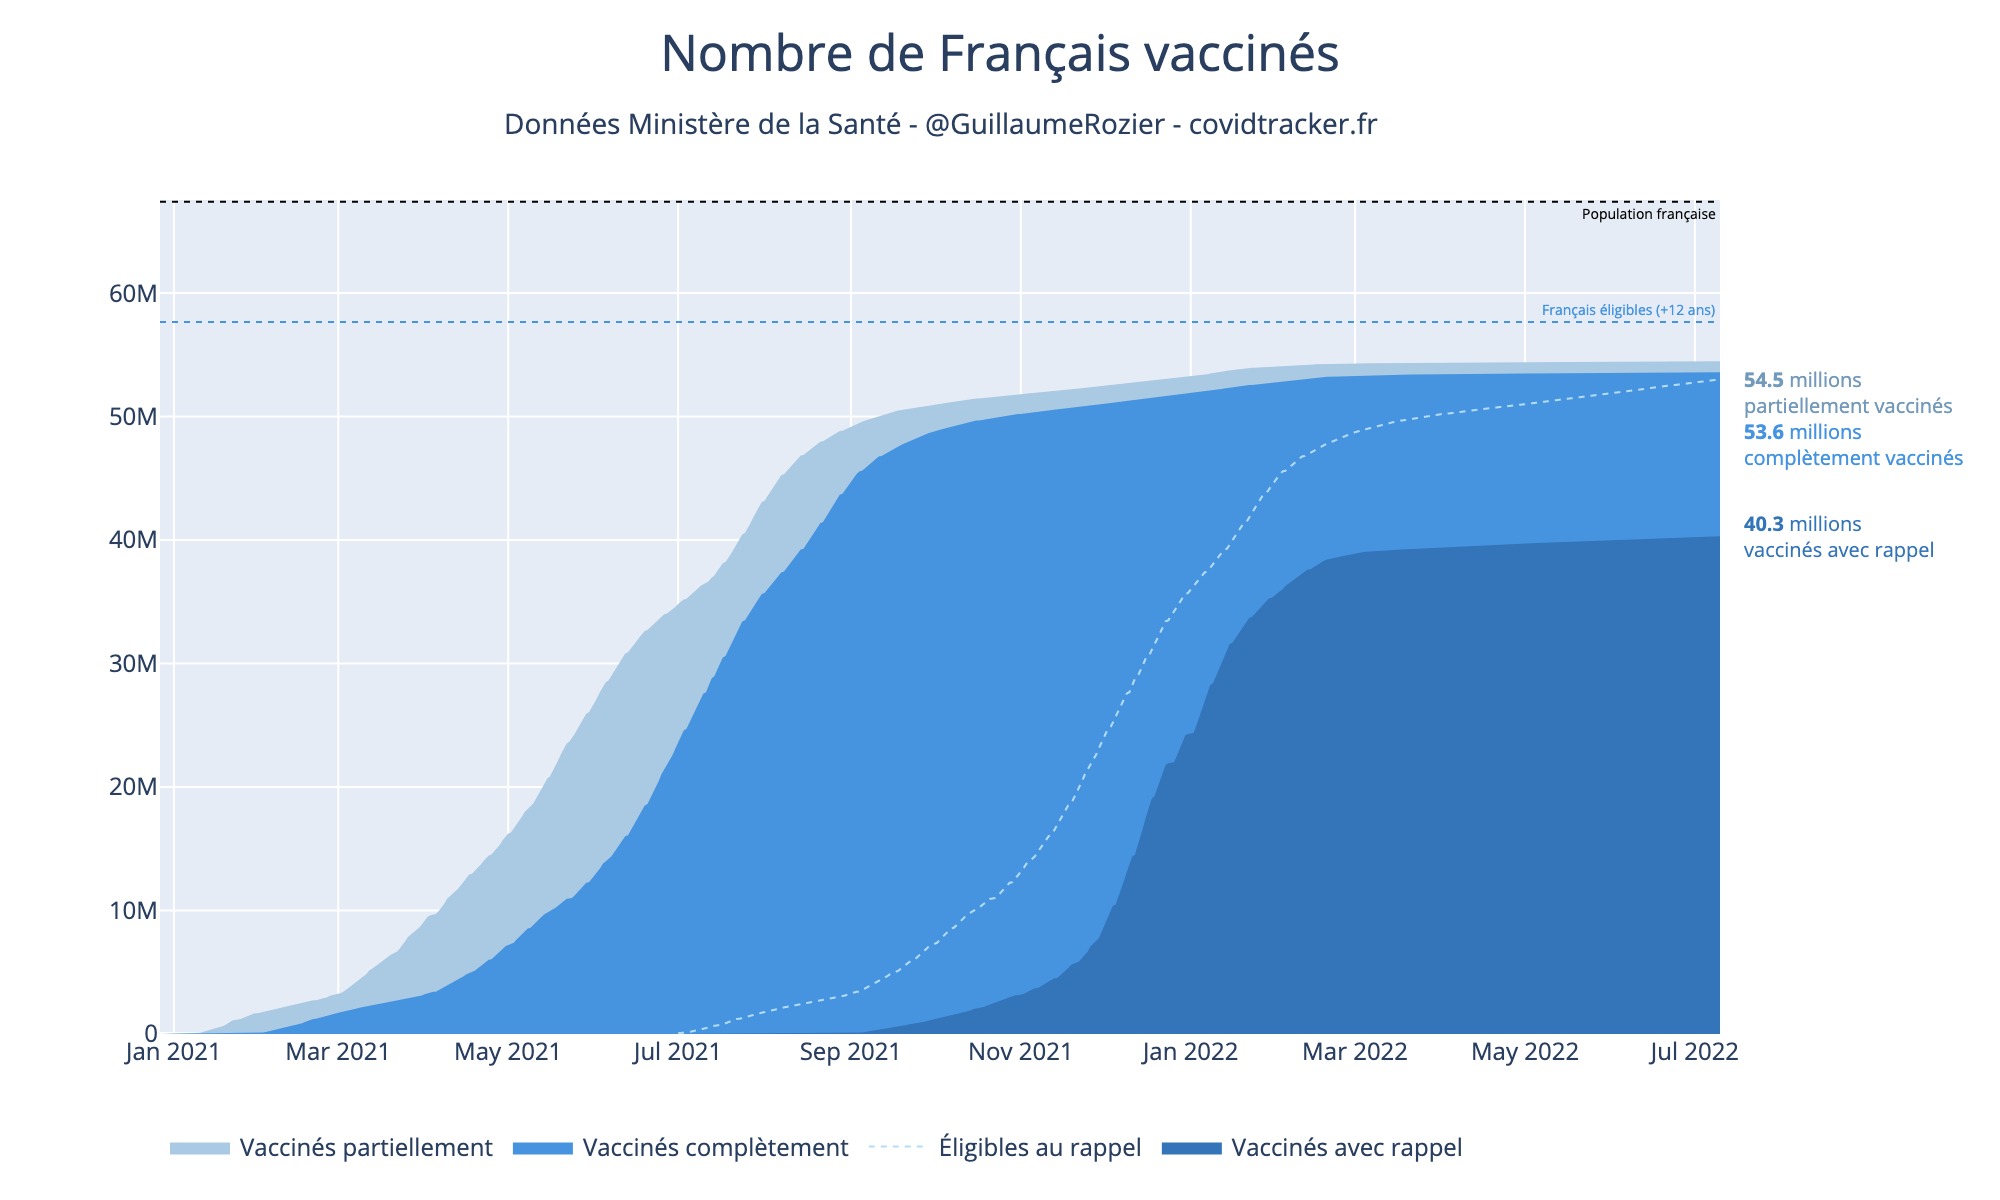 Nombre de Français vaccinés
Données Ministère de la Santé - @GuillaumeRozier - covidtracker.fr
Population française
60M
Français éligibles (+12 ans)
54.5 millions
partiellement vaccinés
50M
53.6 millions
complètement vaccinés
40M
40.3 millions
vaccinés avec rappel
30M
20M
10M
0
Jan 2021 Mar 2021 May 2021 Jul 2021 Sep 2021 Nov 2021 Jan 2022 Mar 2022 May 2022 Jul 2022
Vaccinés partiellement Vaccinés complètement Éligibles au rappel Vaccinés avec rappel